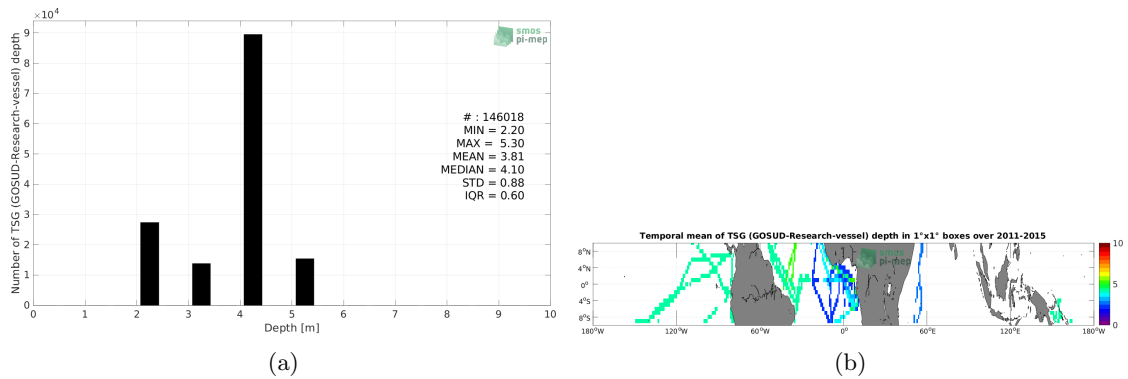 ×10⁴
9
8
7
6
5
4
3
2
1
0
Number of TSG (GOSUD-Research-vessel) depth
smos
pi-mep
# : 146018
MIN = 2.20
MAX = 5.30
MEAN = 3.81
MEDIAN = 4.10
STD = 0.88
IQR = 0.60
0 1 2 3 4 5 6 7 8 9 10
Depth [m]
(a)
Temporal mean of TSG (GOSUD-Research-vessel) depth in 1°x1° boxes over 2011-2015
smos
pi-mep
8°N
4°N
0°
4°S
8°S
180°W 120°W 60°W 0° 60°E 120°E 180°W
10
5
0
(b)